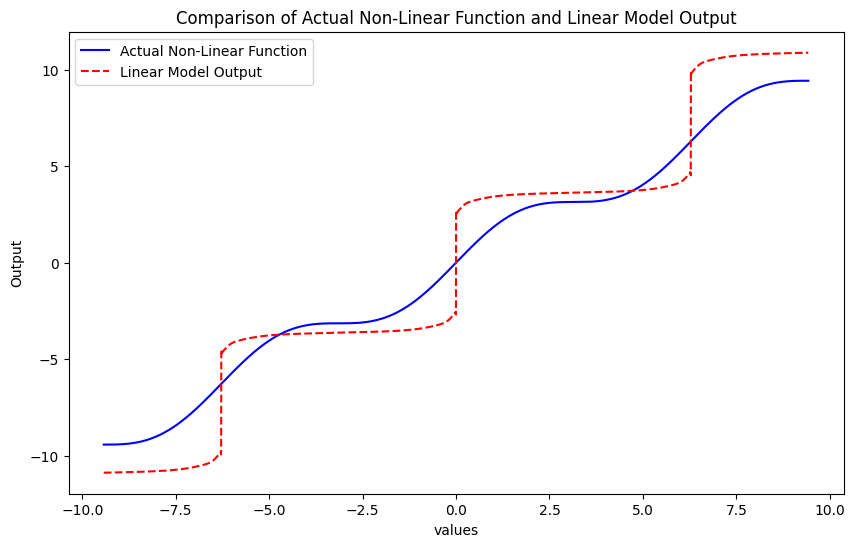 Comparison of Actual Non-Linear Function and Linear Model Output
Actual Non-Linear Function
Linear Model Output
10
5
0
−5
−10
Output
−10.0 −7.5 −5.0 −2.5 0.0 2.5 5.0 7.5 10.0
values